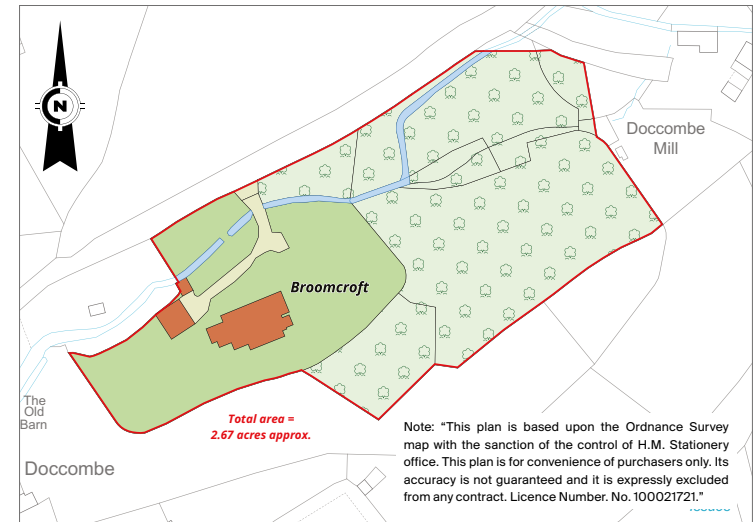 N
Doccombe
Mill
Broomcroft
The
Old
Barn
Total area =
2.67 acres approx.
Doccombe
Note: “This plan is based upon the Ordnance Survey
map with the sanction of the control of H.M. Stationery
office. This plan is for convenience of purchasers only. Its
accuracy is not guaranteed and it is expressly excluded
from any contract. Licence Number. No. 100021721.”